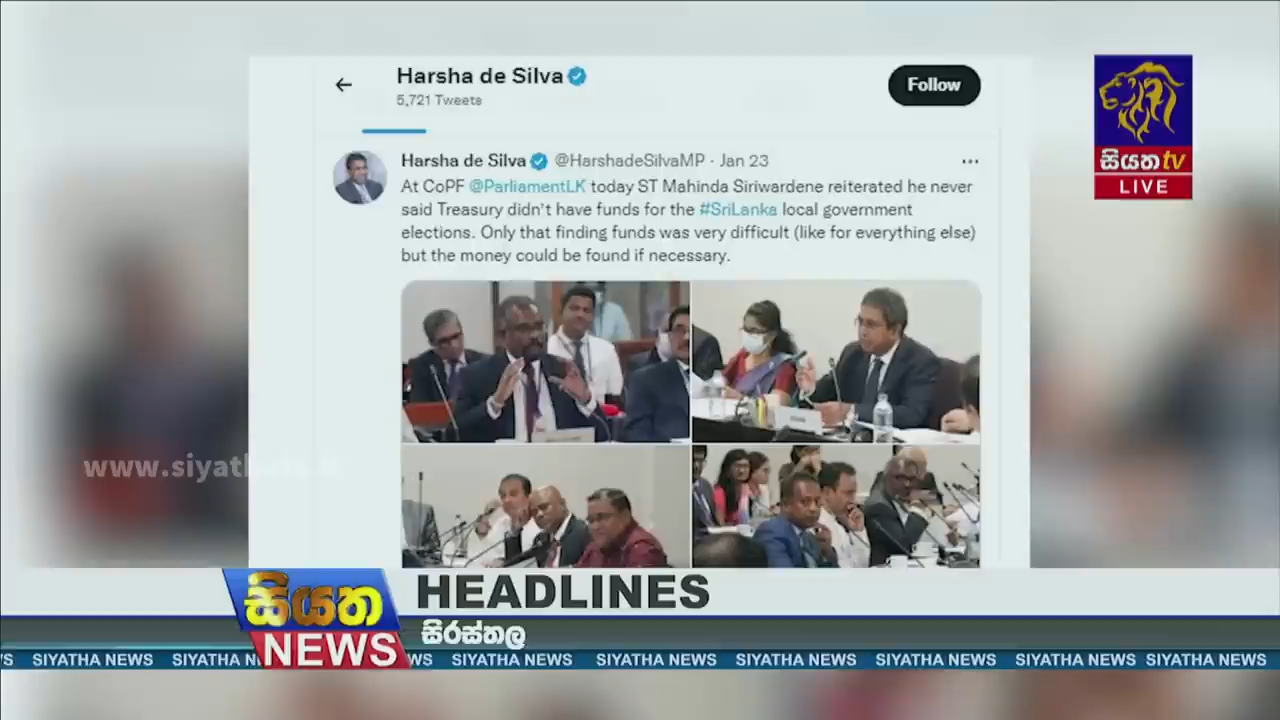 Harsha de Silva
5,721 Tweets
Follow
Harsha de Silva @HarshadeSilvaMP · Jan 23
At CoPF @ParliamentLK today ST Mahinda Siriwardene reiterated he never
said Treasury didn't have funds for the #SriLanka local government
elections. Only that finding funds was very difficult (like for everything else)
but the money could be found if necessary.
සියත tv
LIVE
සියත
NEWS
HEADLINES
සිරස්තල
SIYATHA NEWS SIYATHA NEWS SIYATHA NEWS SIYATHA NEWS SIYATHA NEWS SIYATHA NEWS SIYATHA NEWS